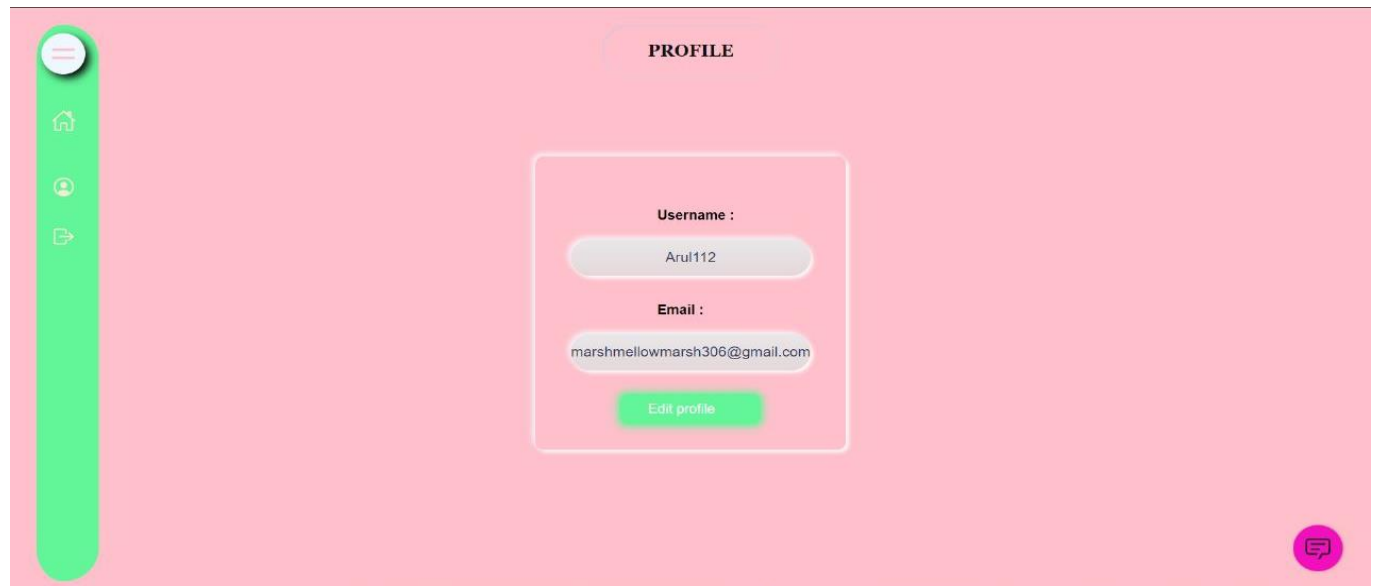 PROFILE
Username :
Arul112
Email :
marshmellowmarsh306@gmail.com
Edit profile